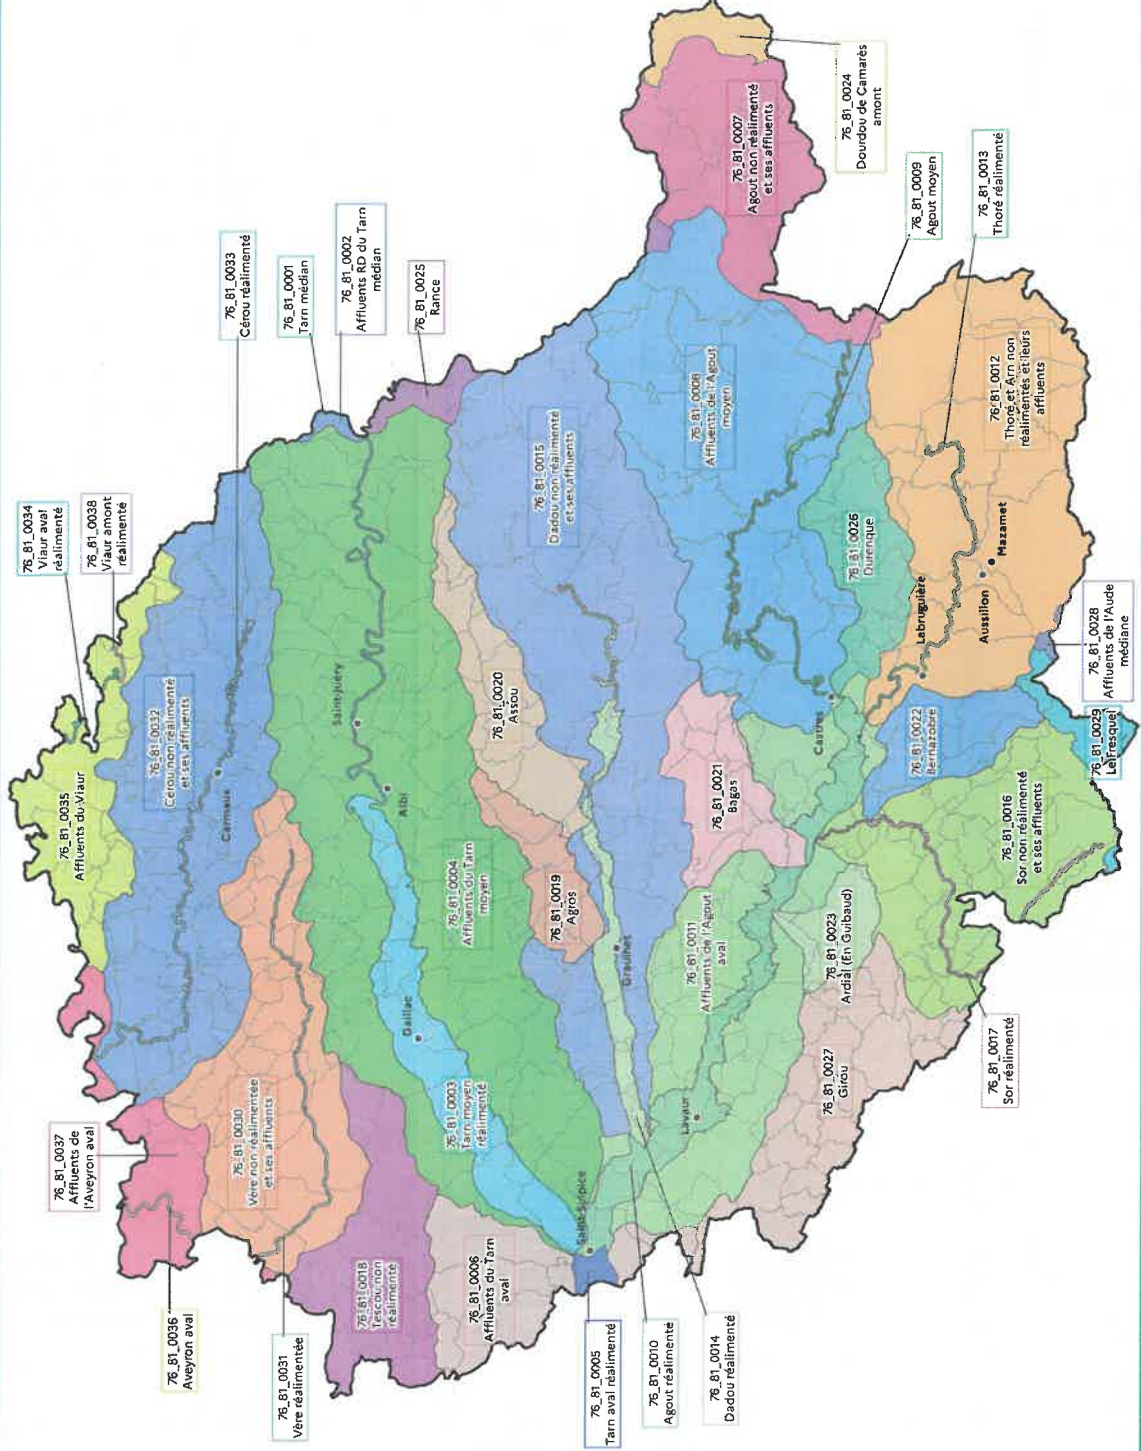 76_81_0034
Viaur aval
réalimenté
76_81_0038
Viaur amont
réalimenté
76_81_0037
Affluents de
l'Aveyron aval
76_81_0035
Affluents du Viaur
76_81_0036
Aveyron aval
76_81_0032
Cérou non réalimenté
et ses affluents
76_81_0033
Cérou réalimenté
Carmaux
76_81_0030
Vère non réalimentée
et ses affluents
76_81_0031
Vère réalimentée
76_81_0001
Tarn médian
76_81_0002
Affluents RD du Tarn
médian
Saint-Juéry
76_81_0018
Tescou non
réalimenté
Albi
Gaillac
76_81_0025
Rance
76_81_0003
Tarn moyen
réalimenté
76_81_0004
Affluents du Tarn
moyen
76_81_0006
Affluents du Tarn
aval
76_81_0020
Assou
76_81_0015
Dadou non réalimenté
et ses affluents
76_81_0019
Agros
Saint-Sulpice
76_81_0005
Tarn aval réalimenté
Graulhet
76_81_0010
Agout réalimenté
76_81_0014
Dadou réalimenté
Lavaur
76_81_0011
Affluents de l'Agout
aval
76_81_0021
Bagas
76_81_0008
Affluents de l'Agout
moyen
76_81_0007
Agout non réalimenté
et ses affluents
76_81_0024
Dourdou de Camarès
amont
Castres
76_81_0023
Ardial (En Guibaud)
76_81_0027
Girou
76_81_0026
Durenque
76_81_0009
Agout moyen
76_81_0022
Bernazobre
Labruguière
76_81_0013
Thoré réalimenté
76_81_0017
Sor réalimenté
Aussillon
Mazamet
76_81_0012
Thoré et Arn non
réalimentés et leurs
affluents
76_81_0016
Sor non réalimenté
et ses affluents
76_81_0028
Affluents de l'Aude
médiane
76_81_0029
Le Fresquel